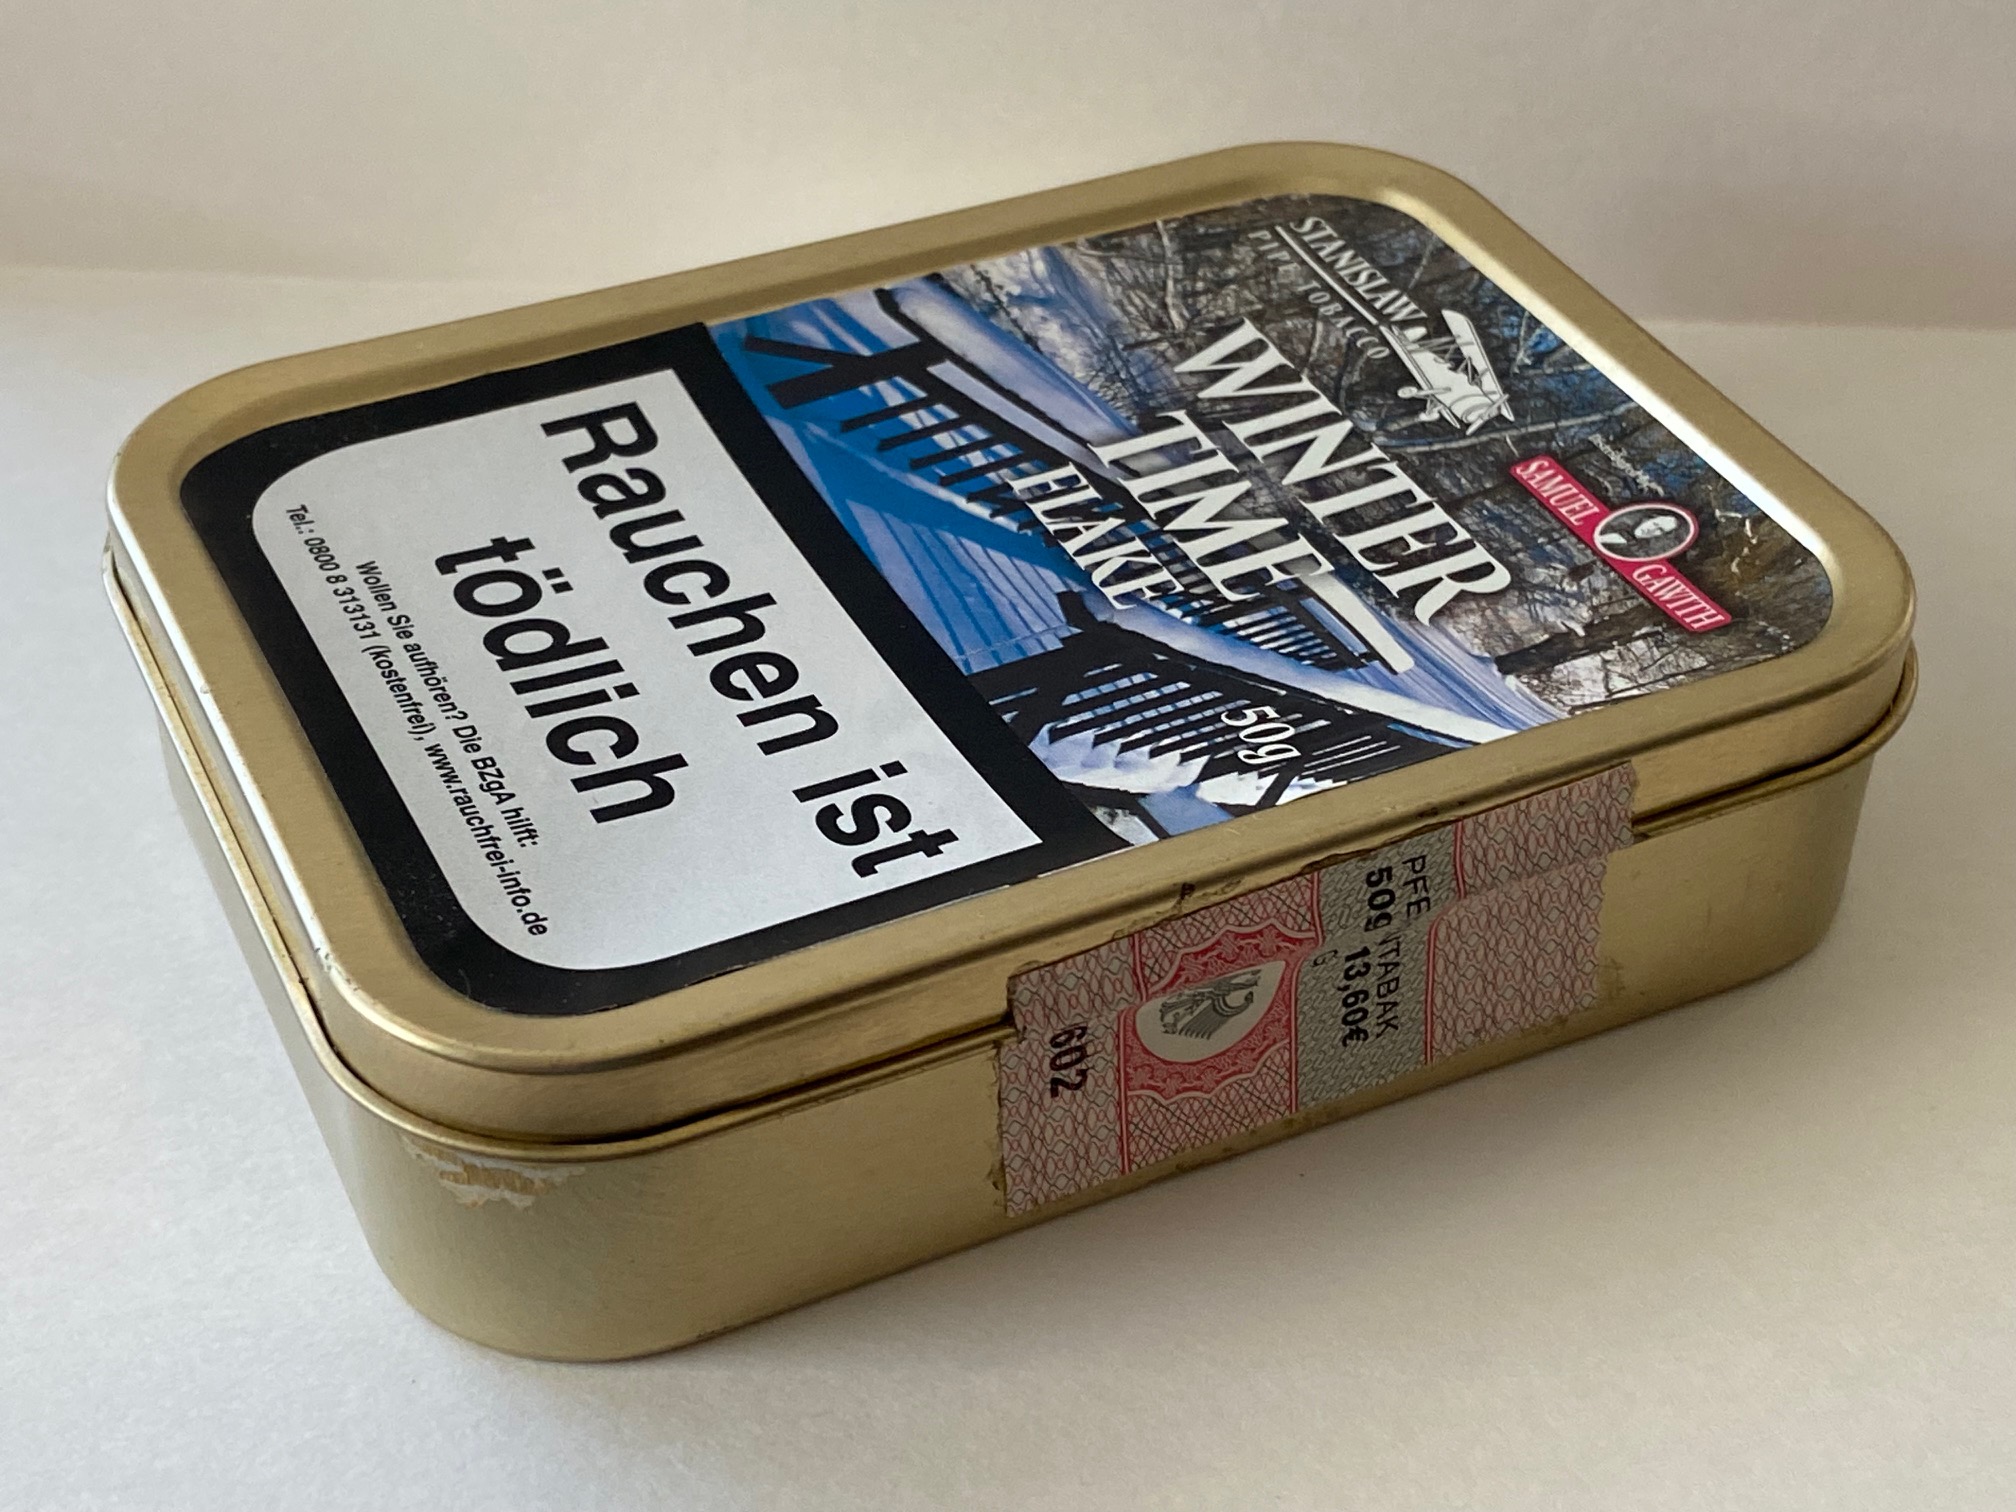 STANISLAW
PIPE TOBACCO
WINTER
TIME
FLAKE
SAMUEL GAWITH
50g
Rauchen ist
tödlich
Wollen Sie aufhören? Die BZgA hilft:
Tel.: 0800 8 313131 (kostenfrei), www.rauchfrei-info.de
PFE ITABAK
50g 13,60€
G
602